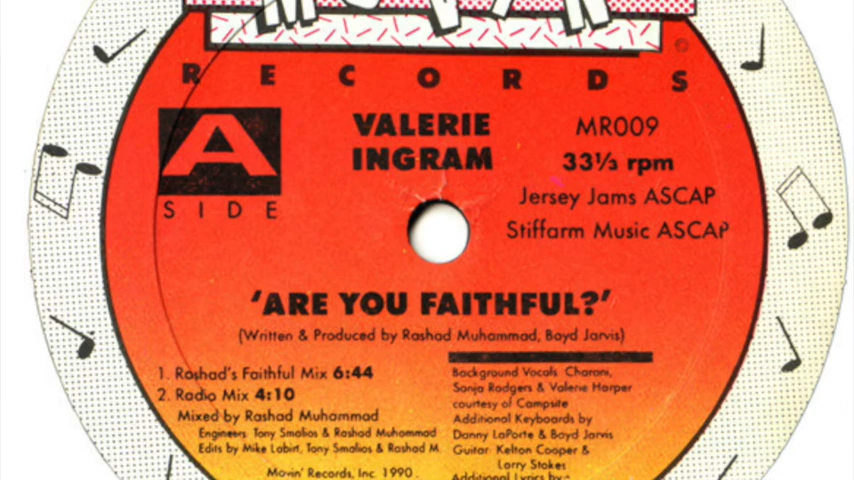 RECORDS
A
SIDE
VALERIE
INGRAM
MR009
33⅓ rpm
Jersey Jams ASCAP
Stiffarm Music ASCAP
'ARE YOU FAITHFUL?'
(Written & Produced by Rashad Muhammad, Boyd Jarvis)
1. Rashad's Faithful Mix 6:44
2. Radio Mix 4:10
Mixed by Rashad Muhammad
Engineers: Tony Smalios & Rashad Muhammad
Edits by Mike Labirt, Tony Smalios & Rashad M.
Movin' Records, Inc. 1990
Background Vocals Charani,
Sonja Rodgers & Valerie Harper
courtesy of Campsite
Additional Keyboards by
Danny LaPorte & Boyd Jarvis
Guitar: Kelton Cooper &
Larry Stokes
Additional Lyrics by